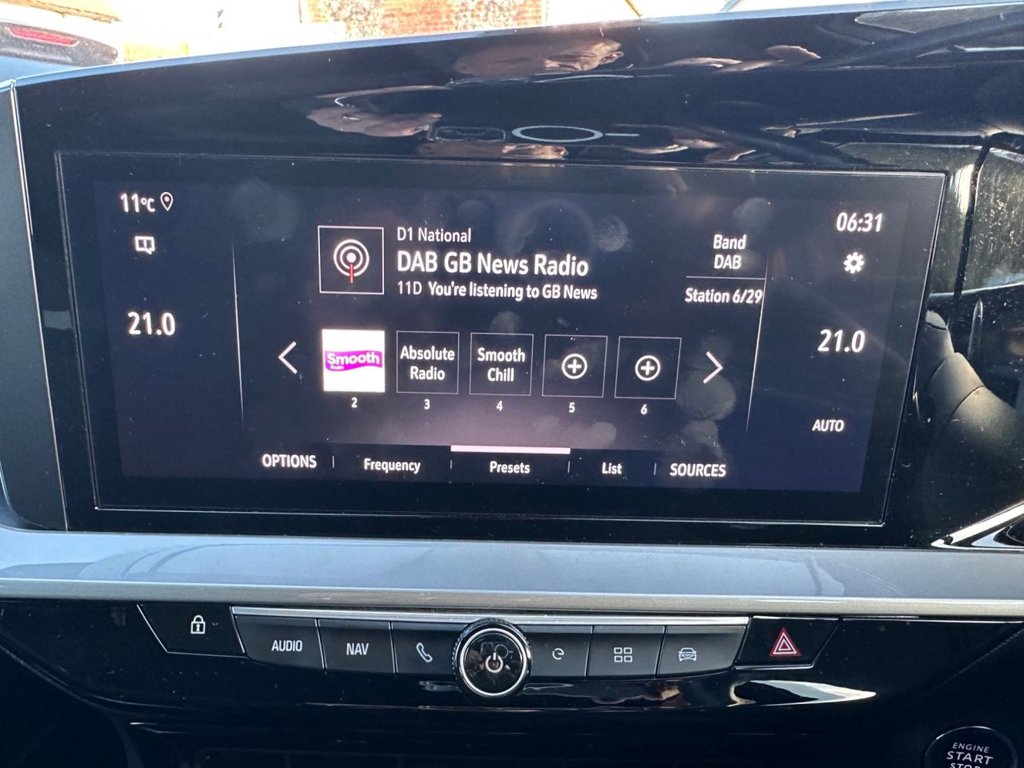 11°C
06:31
D1 National
DAB GB News Radio
11D You're listening to GB News
Band
DAB
Station 6/29
21.0
21.0
Smooth
Radio
Absolute
Radio
Smooth
Chill
2
3
4
5
6
AUTO
OPTIONS
Frequency
Presets
List
SOURCES
AUDIO
NAV
ENGINE
START
STOP